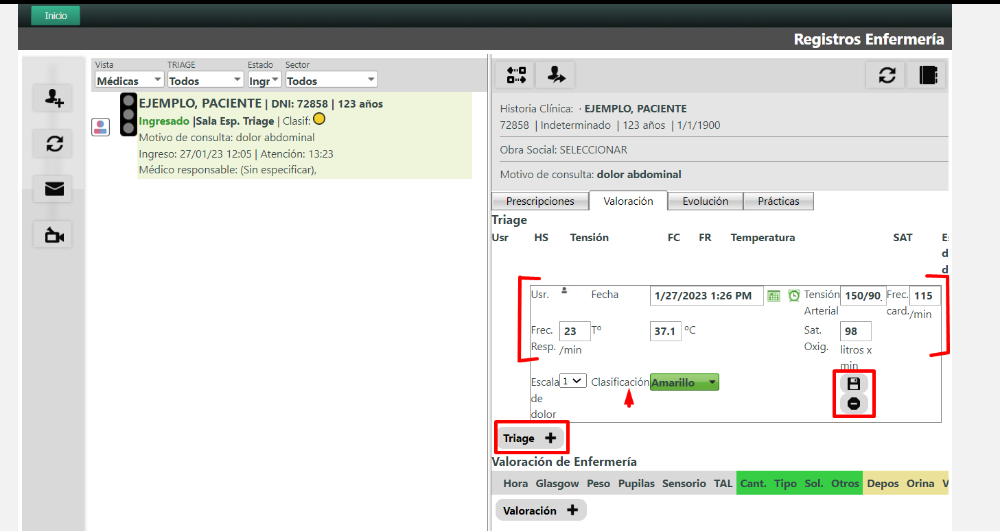 Inicio
Registros Enfermería
Vista TRIAGE Estado Sector
Médicas Todos Ingr Todos
EJEMPLO, PACIENTE | DNI: 72858 | 123 años
Ingresado |Sala Esp. Triage | Clasif:
Motivo de consulta: dolor abdominal
Ingreso: 27/01/23 12:05 | Atención: 13:23
Médico responsable: (Sin especificar),
Historia Clínica: · EJEMPLO, PACIENTE
72858 | Indeterminado | 123 años | 1/1/1900
Obra Social: SELECCIONAR
Motivo de consulta: dolor abdominal
Prescripciones Valoración Evolución Prácticas
Triage
Usr HS Tensión FC FR Temperatura SAT
d
d
Usr. Fecha 1/27/2023 1:26 PM Tensión 150/90 Frec. 115
Arterial card. /min
Frec. 23 Tº 37.1 ºC Sat. 98
Resp. /min Oxig. litros x
min
Escala 1 Clasificación Amarillo
de
dolor
Triage
Valoración de Enfermería
Hora Glasgow Peso Pupilas Sensorio TAL Cant. Tipo Sol. Otros Depos Orina V
Valoración